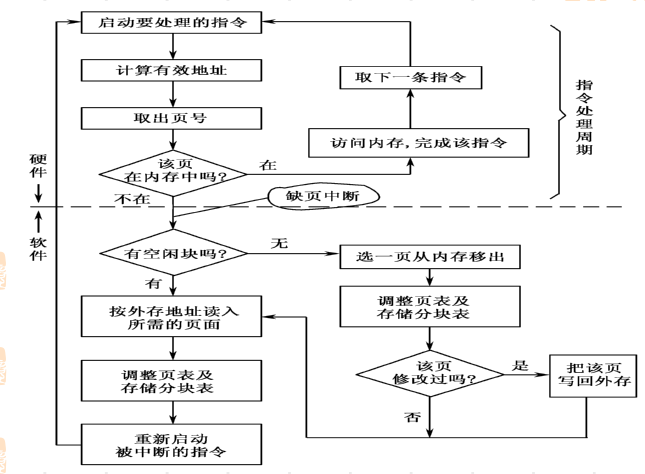 启动要处理的指令
计算有效地址
取出页号
该页
在内存中吗?
在
不在
访问内存,完成该指令
取下一条指令
指令处理周期
硬件
软件
缺页中断
有空闲块吗?
无
有
选一页从内存移出
调整页表及
存储分块表
该页
修改过吗?
是
否
把该页
写回外存
按外存地址读入
所需的页面
调整页表及
存储分块表
重新启动
被中断的指令